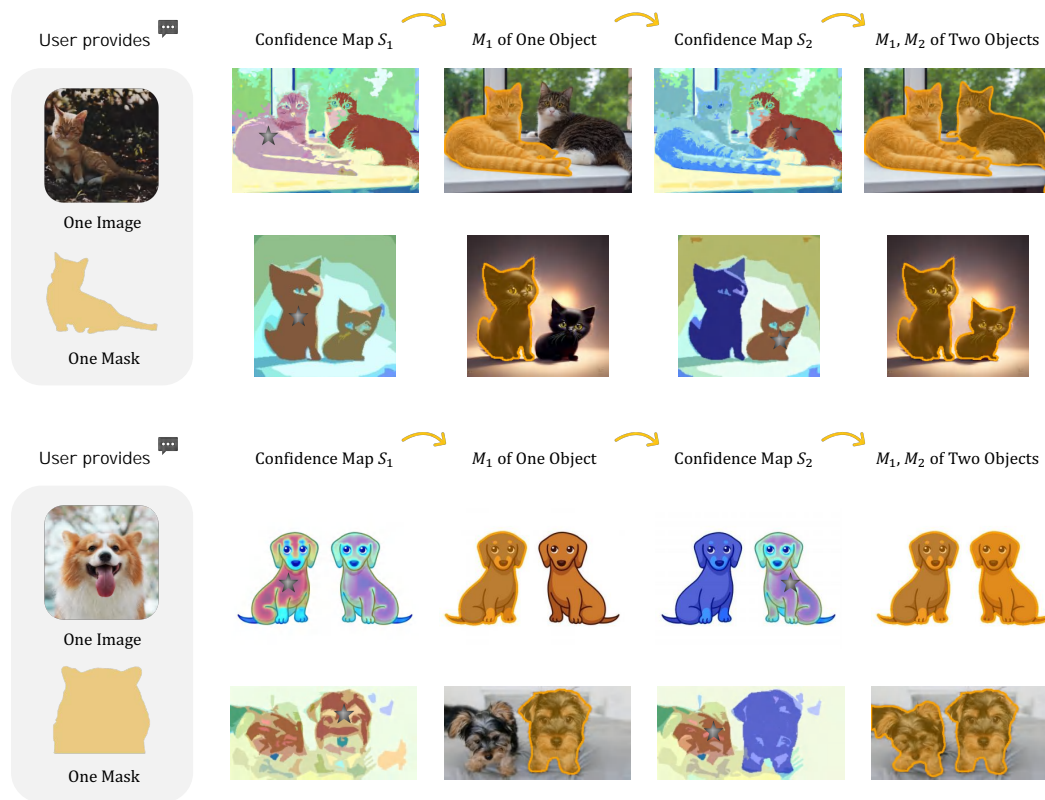 User provides
Confidence Map S₁
M₁ of One Object
Confidence Map S₂
M₁, M₂ of Two Objects
One Image
One Mask
User provides
Confidence Map S₁
M₁ of One Object
Confidence Map S₂
M₁, M₂ of Two Objects
One Image
One Mask